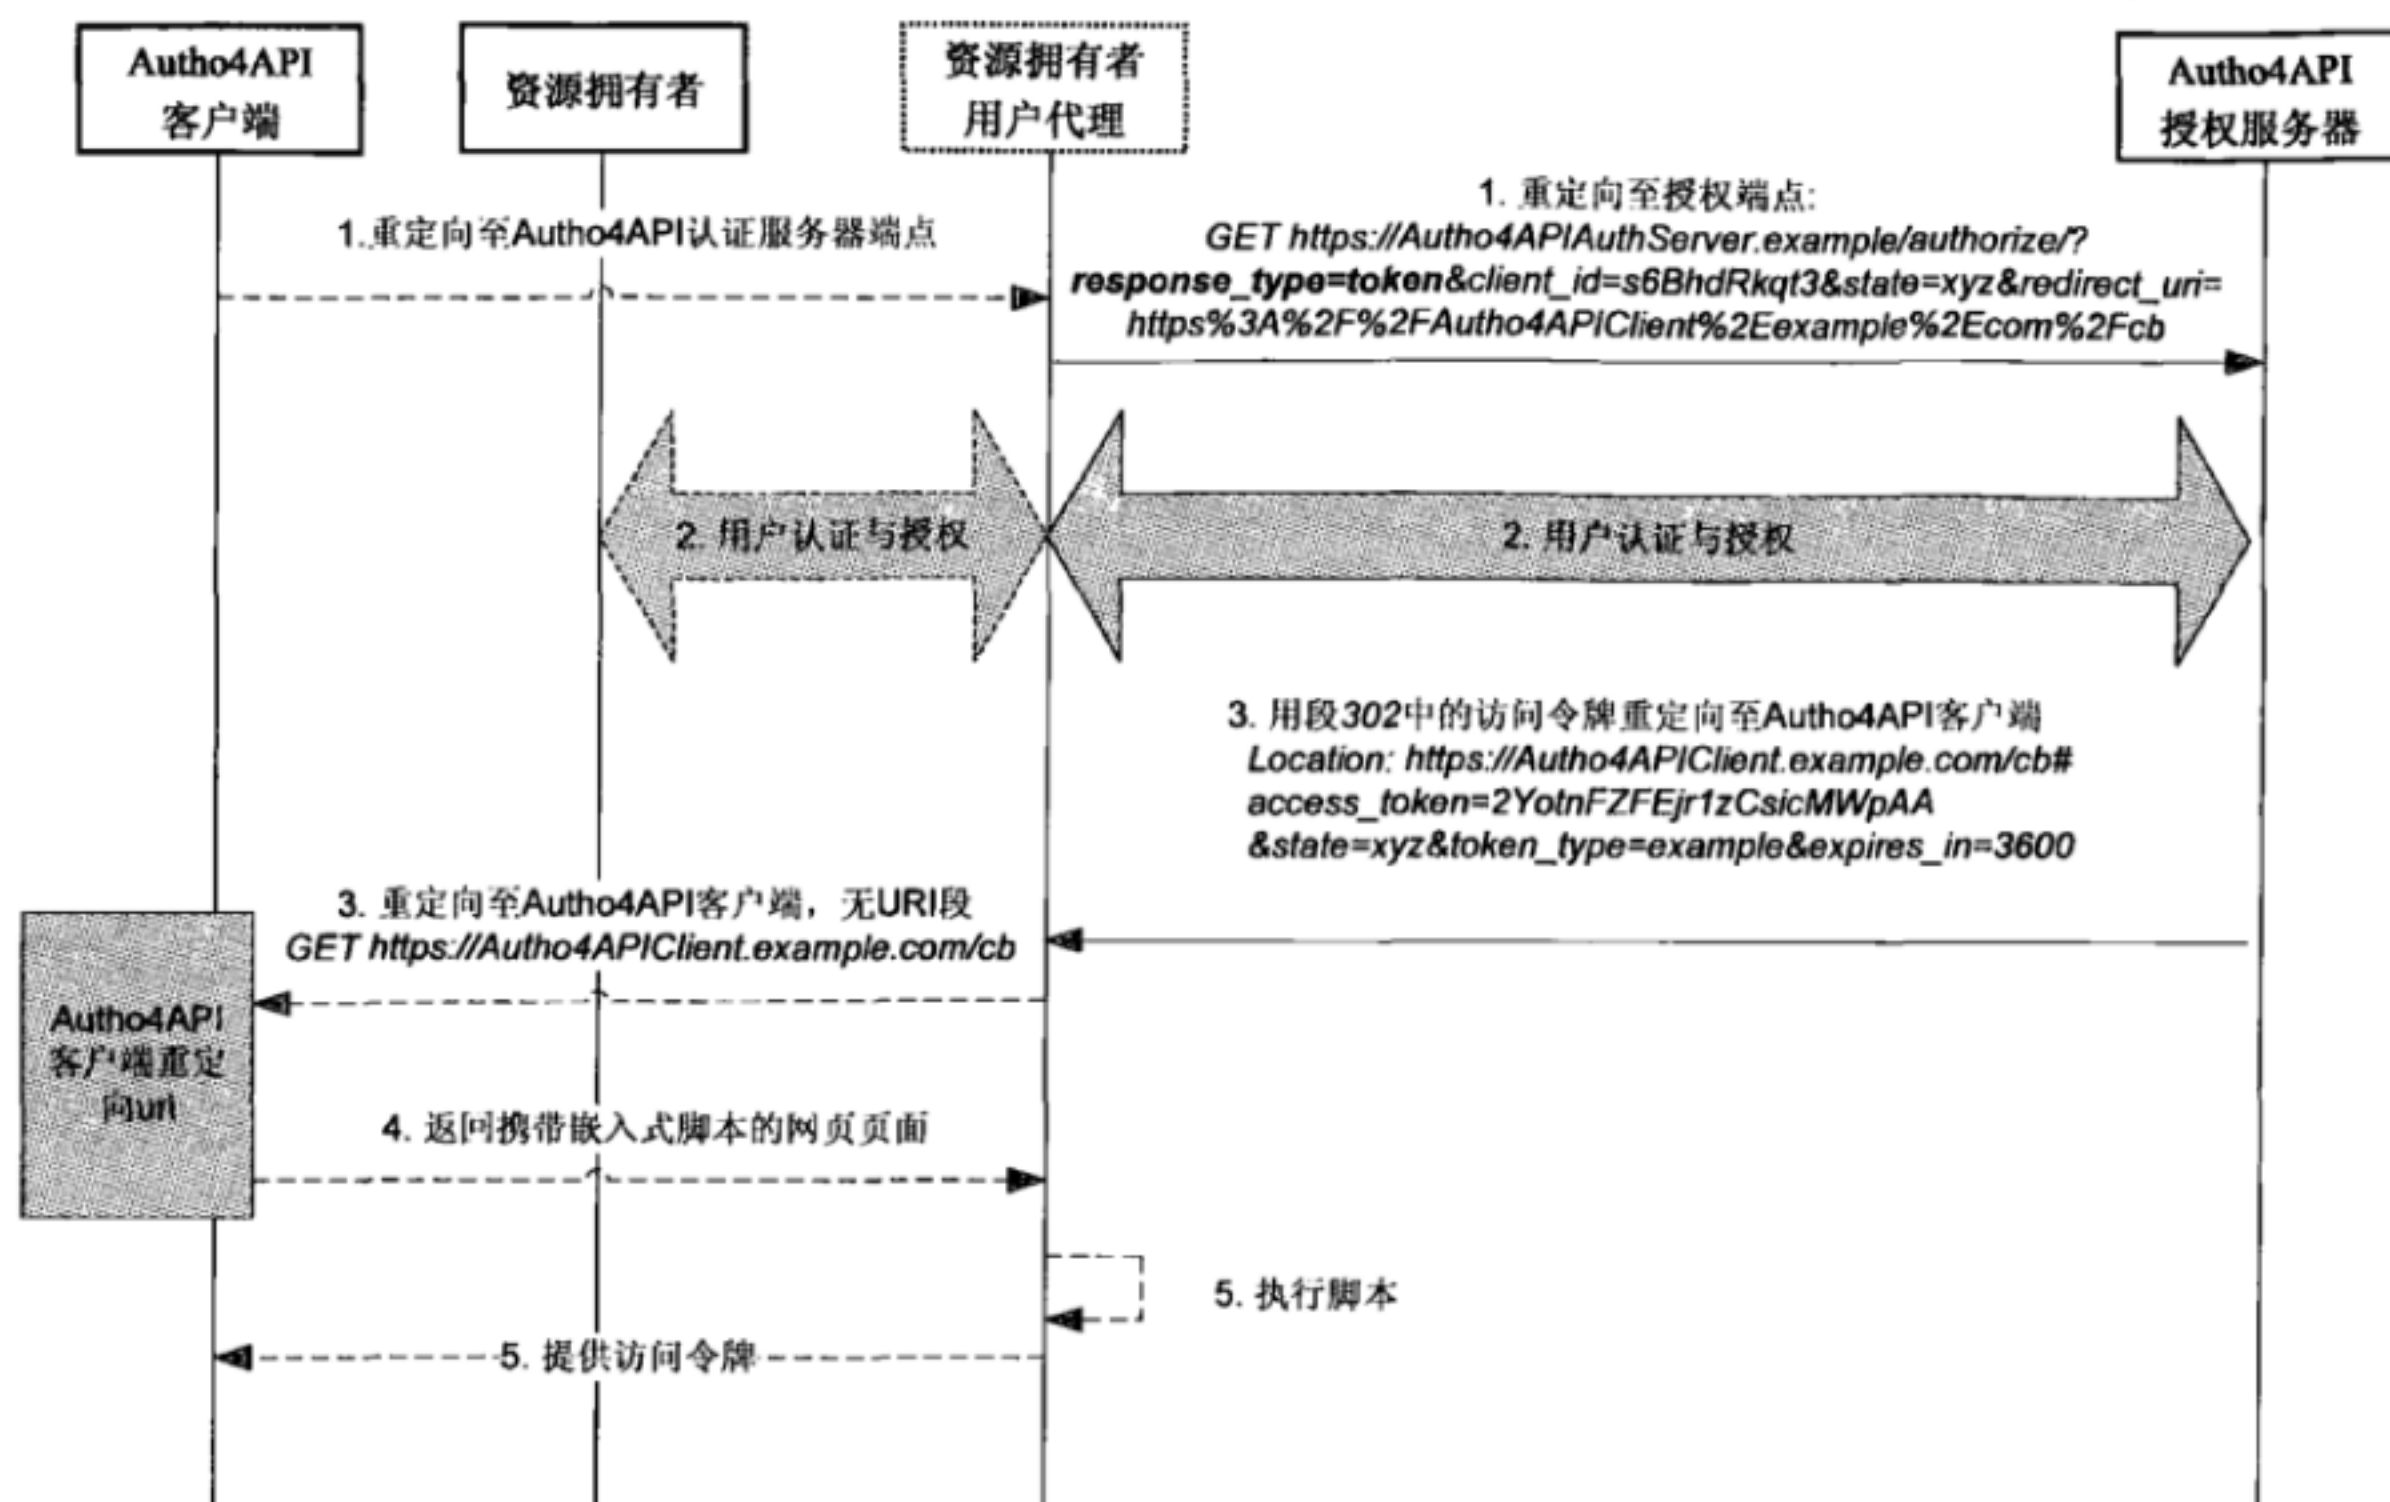 Autho4API
客户端
资源拥有者
资源拥有者
用户代理
Autho4API
授权服务器
1.重定向至Autho4API认证服务器端点
1. 重定向至授权端点:
GET https://Autho4APIAuthServer.example/authorize/?
response_type=token&client_id=s6BhdRkqt3&state=xyz&redirect_uri=
https%3A%2F%2FAutho4APIClient%2Eexample%2Ecom%2Fcb
2. 用户认证与授权
2. 用户认证与授权
3. 用段302中的访问令牌重定向至Autho4API客户端
Location: https://Autho4APIClient.example.com/cb#
access_token=2YotnFZFEjr1zCsicMWpAA
&state=xyz&token_type=example&expires_in=3600
3. 重定向至Autho4API客户端，无URI段
GET https://Autho4APIClient.example.com/cb
Autho4API
客户端重定
向uri
4. 返回携带嵌入式脚本的网页页面
5. 执行脚本
5. 提供访问令牌